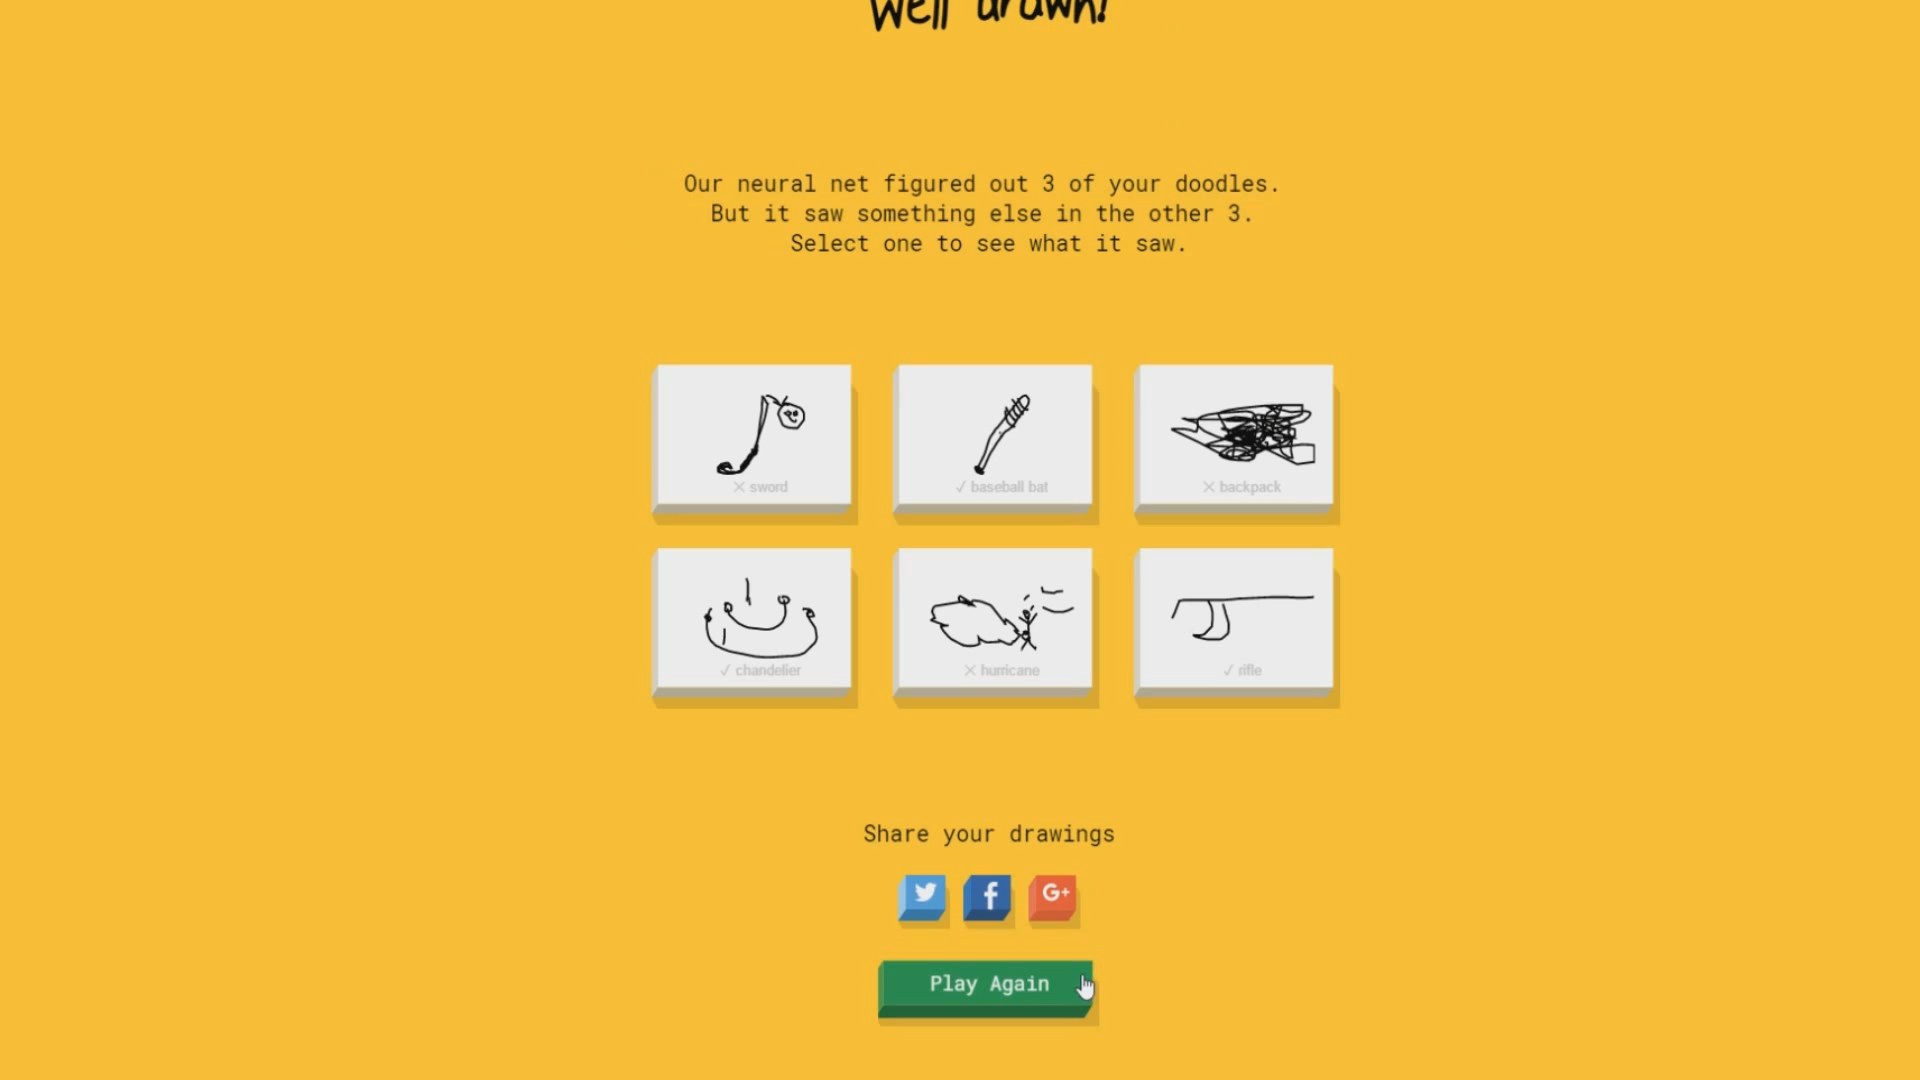 Well drawn!
Our neural net figured out 3 of your doodles.
But it saw something else in the other 3.
Select one to see what it saw.
× sword
✓ baseball bat
× backpack
✓ chandelier
× hurricane
✓ rifle
Share your drawings
f
G+
Play Again